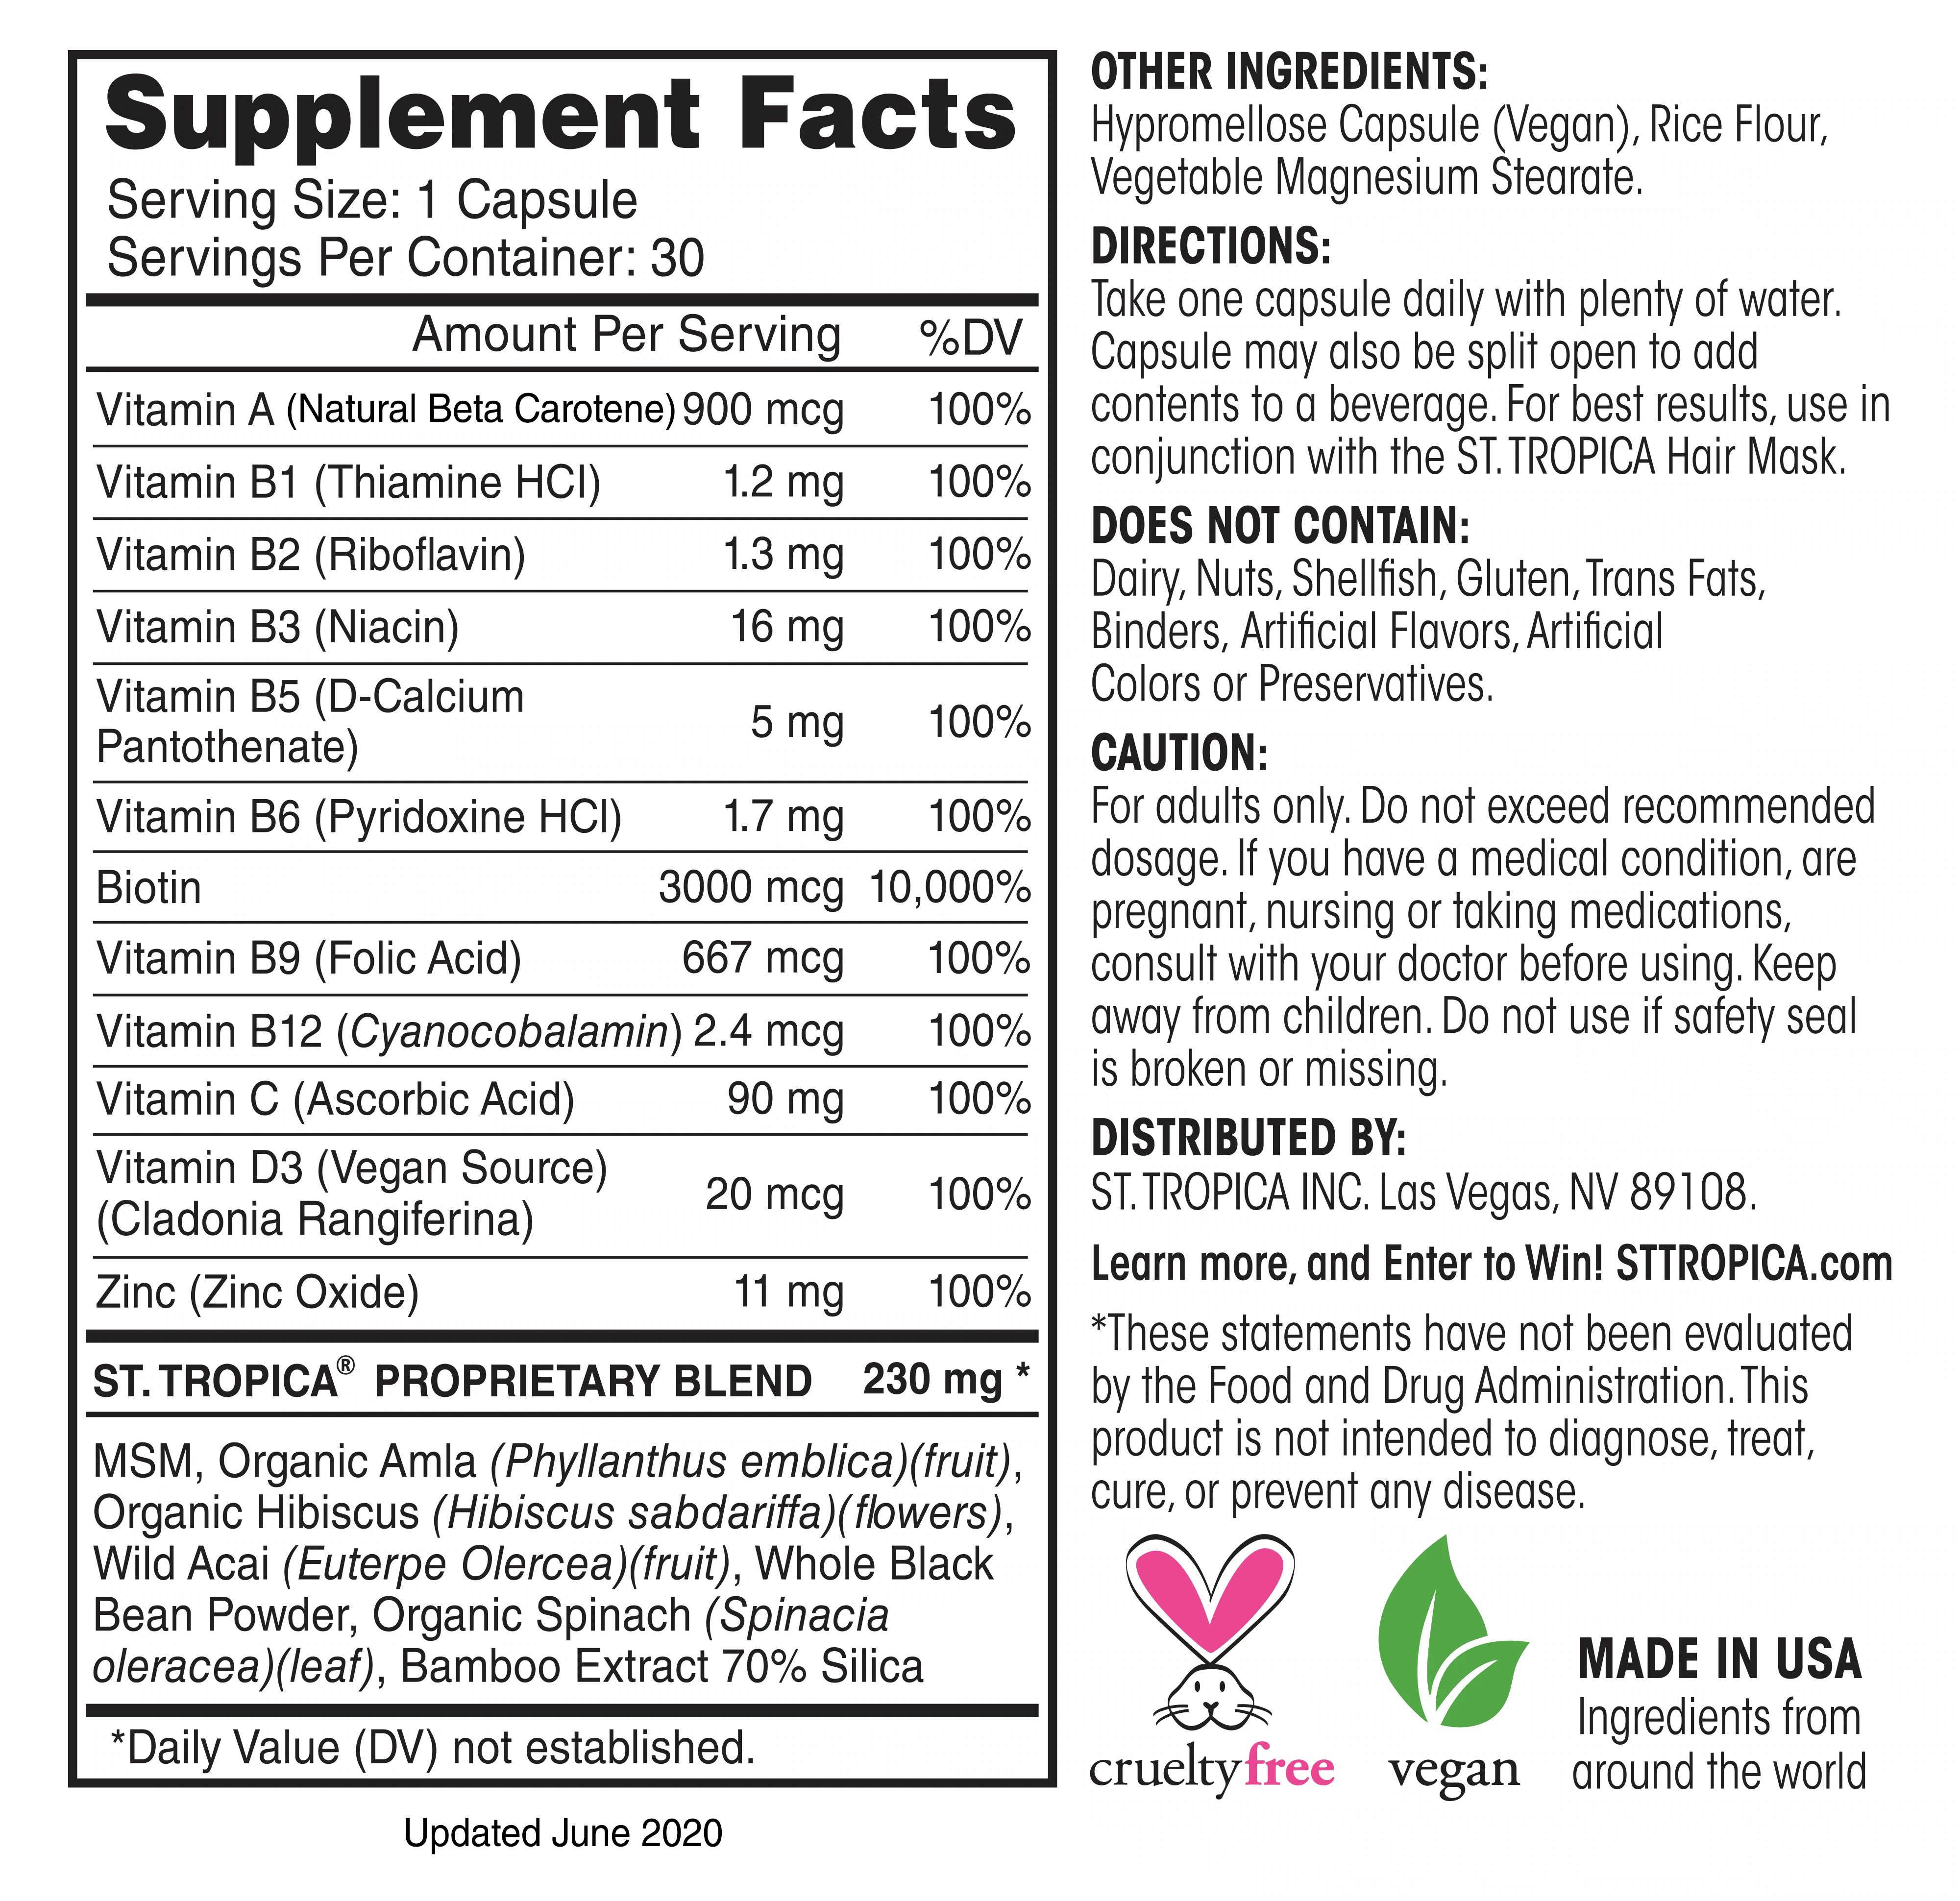 Supplement Facts
Serving Size: 1 Capsule
Servings Per Container: 30
Amount Per Serving %DV
Vitamin A (Natural Beta Carotene) 900 mcg 100%
Vitamin B1 (Thiamine HCl) 1.2 mg 100%
Vitamin B2 (Riboflavin) 1.3 mg 100%
Vitamin B3 (Niacin) 16 mg 100%
Vitamin B5 (D-Calcium
Pantothenate) 5 mg 100%
Vitamin B6 (Pyridoxine HCl) 1.7 mg 100%
Biotin 3000 mcg 10,000%
Vitamin B9 (Folic Acid) 667 mcg 100%
Vitamin B12 (Cyanocobalamin) 2.4 mcg 100%
Vitamin C (Ascorbic Acid) 90 mg 100%
Vitamin D3 (Vegan Source)
(Cladonia Rangiferina) 20 mcg 100%
Zinc (Zinc Oxide) 11 mg 100%
ST. TROPICA® PROPRIETARY BLEND 230 mg *
MSM, Organic Amla (Phyllanthus emblica)(fruit),
Organic Hibiscus (Hibiscus sabdariffa)(flowers),
Wild Acai (Euterpe Olercea)(fruit), Whole Black
Bean Powder, Organic Spinach (Spinacia
oleracea)(leaf), Bamboo Extract 70% Silica
*Daily Value (DV) not established.
Updated June 2020
OTHER INGREDIENTS:
Hypromellose Capsule (Vegan), Rice Flour,
Vegetable Magnesium Stearate.
DIRECTIONS:
Take one capsule daily with plenty of water.
Capsule may also be split open to add
contents to a beverage. For best results, use in
conjunction with the ST. TROPICA Hair Mask.
DOES NOT CONTAIN:
Dairy, Nuts, Shellfish, Gluten, Trans Fats,
Binders, Artificial Flavors, Artificial
Colors or Preservatives.
CAUTION:
For adults only. Do not exceed recommended
dosage. If you have a medical condition, are
pregnant, nursing or taking medications,
consult with your doctor before using. Keep
away from children. Do not use if safety seal
is broken or missing.
DISTRIBUTED BY:
ST. TROPICA INC. Las Vegas, NV 89108.
Learn more, and Enter to Win! STTROPICA.com
*These statements have not been evaluated
by the Food and Drug Administration. This
product is not intended to diagnose, treat,
cure, or prevent any disease.
crueltyfree
vegan
MADE IN USA
Ingredients from
around the world